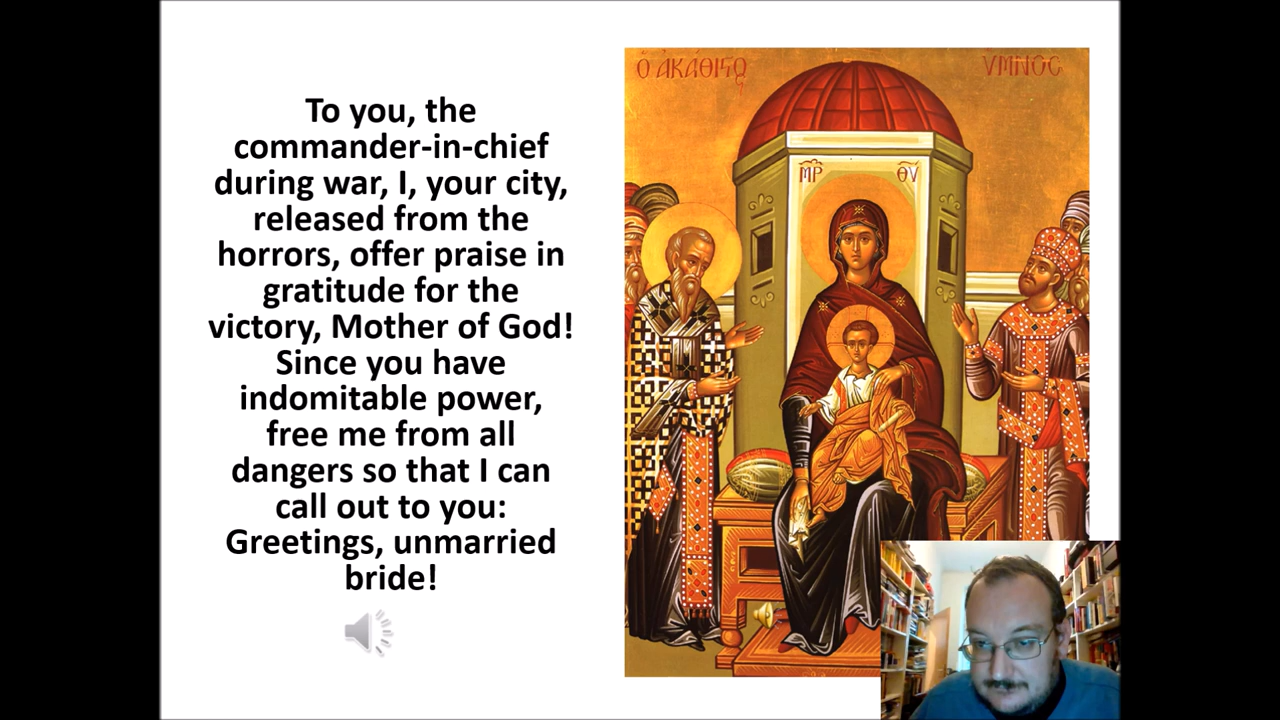 To you, the
commander-in-chief
during war, I, your city,
released from the
horrors, offer praise in
gratitude for the
victory, Mother of God!
Since you have
indomitable power,
free me from all
dangers so that I can
call out to you:
Greetings, unmarried
bride!
Ὁ ἈΚΆΘΙϚΟϚ ὝΜΝΟϹ
ΜΡ ΘΥ